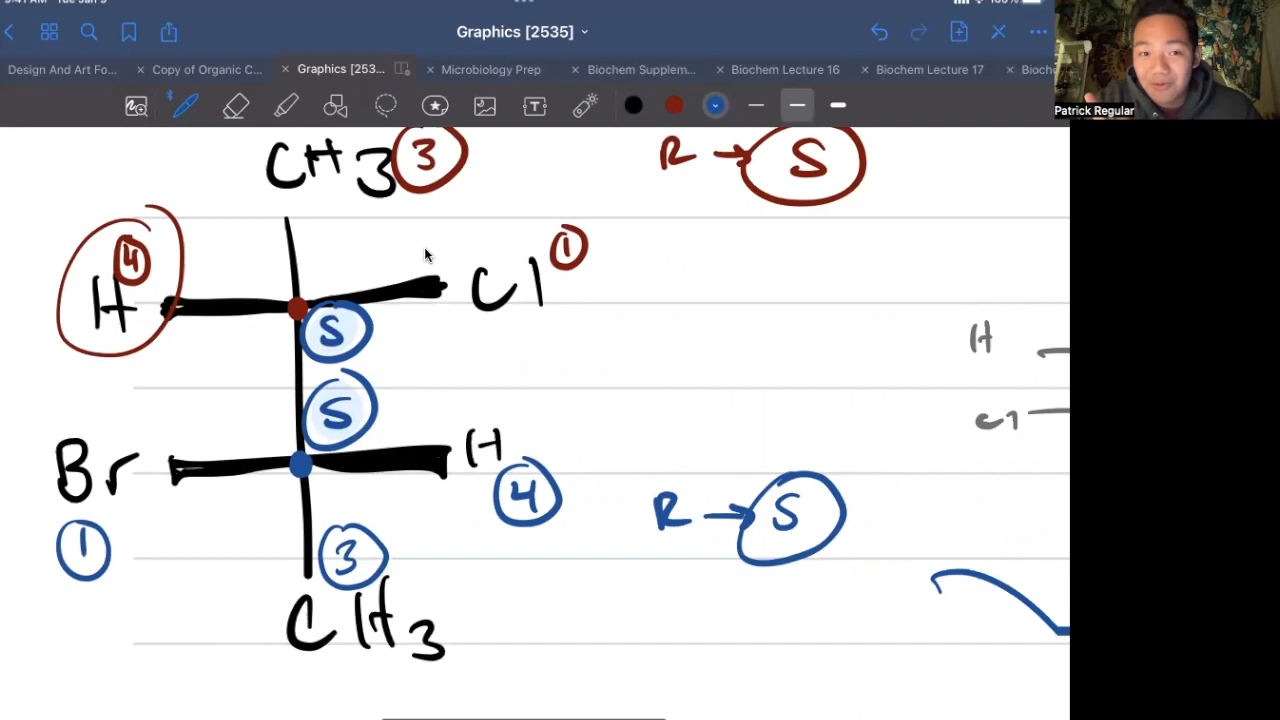 Graphics [2535]
Design And Art Fo...
Copy of Organic C...
Graphics [253...
Microbiology Prep
Biochem Supplem...
Biochem Lecture 16
Biochem Lecture 17
Patrick Regular
CH3 3
R → S
H 4
Cl 1
S
S
Br
H
1
4
R → S
3
CH3
H
Cl